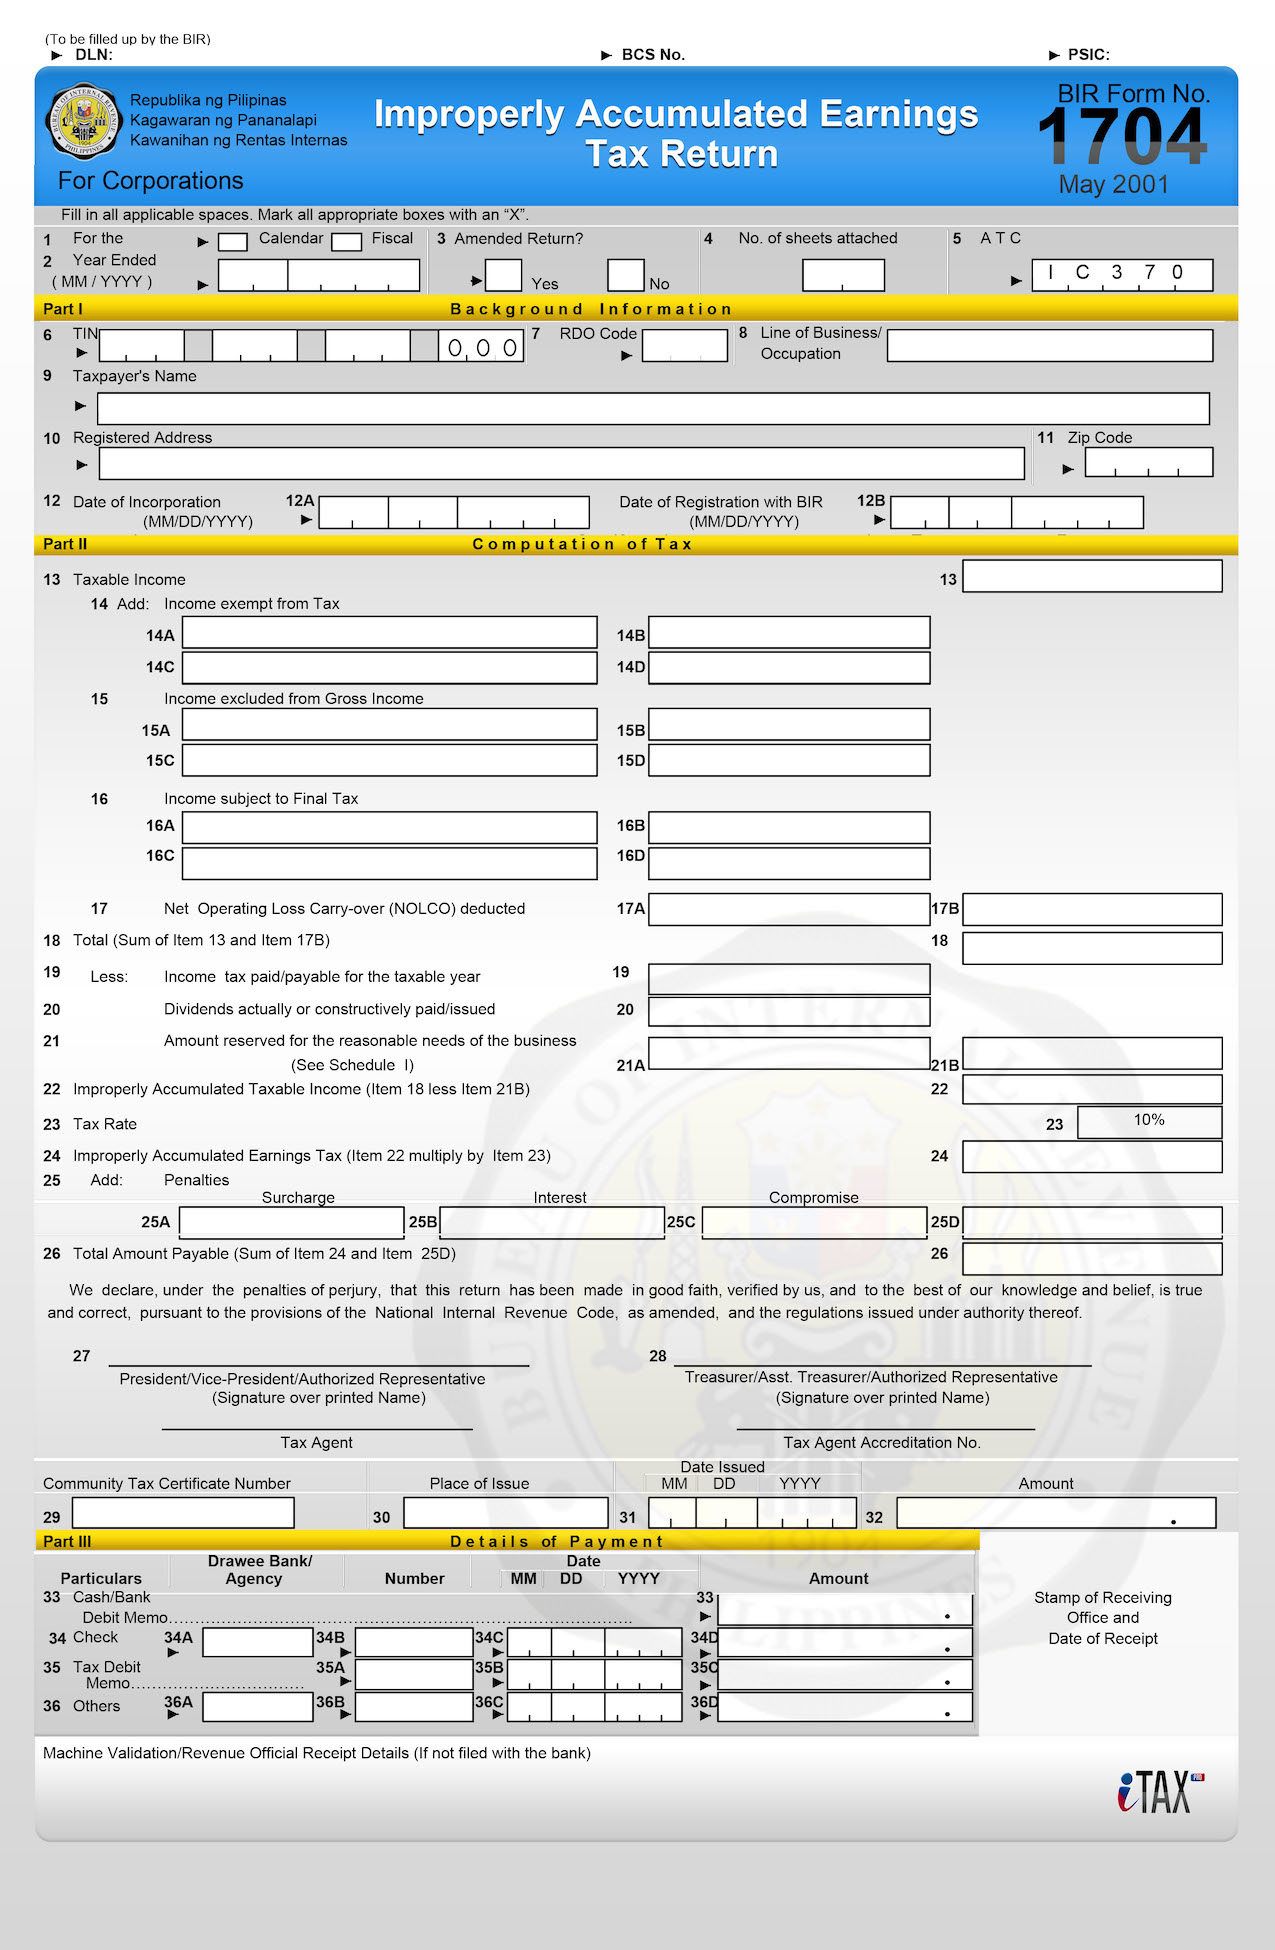 (To be filled up by the BIR)
DLN: BCS No. PSIC:
Republika ng Pilipinas
Kagawaran ng Pananalapi
Kawanihan ng Rentas Internas
For Corporations
Improperly Accumulated Earnings
Tax Return
BIR Form No.
1704
May 2001
Fill in all applicable spaces. Mark all appropriate boxes with an “X”.
1 For the Calendar Fiscal 3 Amended Return? 4 No. of sheets attached 5 A T C
2 Year Ended
( MM / YYYY ) Yes No I C 3 7 0
Part I Background Information
6 TIN 0 0 0 7 RDO Code 8 Line of Business/
Occupation
9 Taxpayer's Name
10 Registered Address 11 Zip Code
12 Date of Incorporation 12A Date of Registration with BIR 12B
(MM/DD/YYYY) (MM/DD/YYYY)
Part II Computation of Tax
13 Taxable Income 13
14 Add: Income exempt from Tax
14A 14B
14C 14D
15 Income excluded from Gross Income
15A 15B
15C 15D
16 Income subject to Final Tax
16A 16B
16C 16D
17 Net Operating Loss Carry-over (NOLCO) deducted 17A 17B
18 Total (Sum of Item 13 and Item 17B) 18
19 Less: Income tax paid/payable for the taxable year 19
20 Dividends actually or constructively paid/issued 20
21 Amount reserved for the reasonable needs of the business
(See Schedule I) 21A 21B
22 Improperly Accumulated Taxable Income (Item 18 less Item 21B) 22
23 Tax Rate 23 10%
24 Improperly Accumulated Earnings Tax (Item 22 multiply by Item 23) 24
25 Add: Penalties
Surcharge Interest Compromise
25A 25B 25C 25D
26 Total Amount Payable (Sum of Item 24 and Item 25D) 26
We declare, under the penalties of perjury, that this return has been made in good faith, verified by us, and to the best of our knowledge and belief, is true
and correct, pursuant to the provisions of the National Internal Revenue Code, as amended, and the regulations issued under authority thereof.
27 28
President/Vice-President/Authorized Representative Treasurer/Asst. Treasurer/Authorized Representative
(Signature over printed Name) (Signature over printed Name)
Tax Agent Tax Agent Accreditation No.
Date Issued
Community Tax Certificate Number Place of Issue MM DD YYYY Amount
29 30 31 32
Part III Details of Payment
Drawee Bank/ Date
Particulars Agency Number MM DD YYYY Amount
33 Cash/Bank 33 Stamp of Receiving
Debit Memo Office and
34 Check 34A 34B 34C 34D Date of Receipt
35 Tax Debit 35A 35B 35C
Memo
36 Others 36A 36B 36C 36D
Machine Validation/Revenue Official Receipt Details (If not filed with the bank)
iTAX
BUREAU OF INTERNAL REVENUE
1904
PHILIPPINES